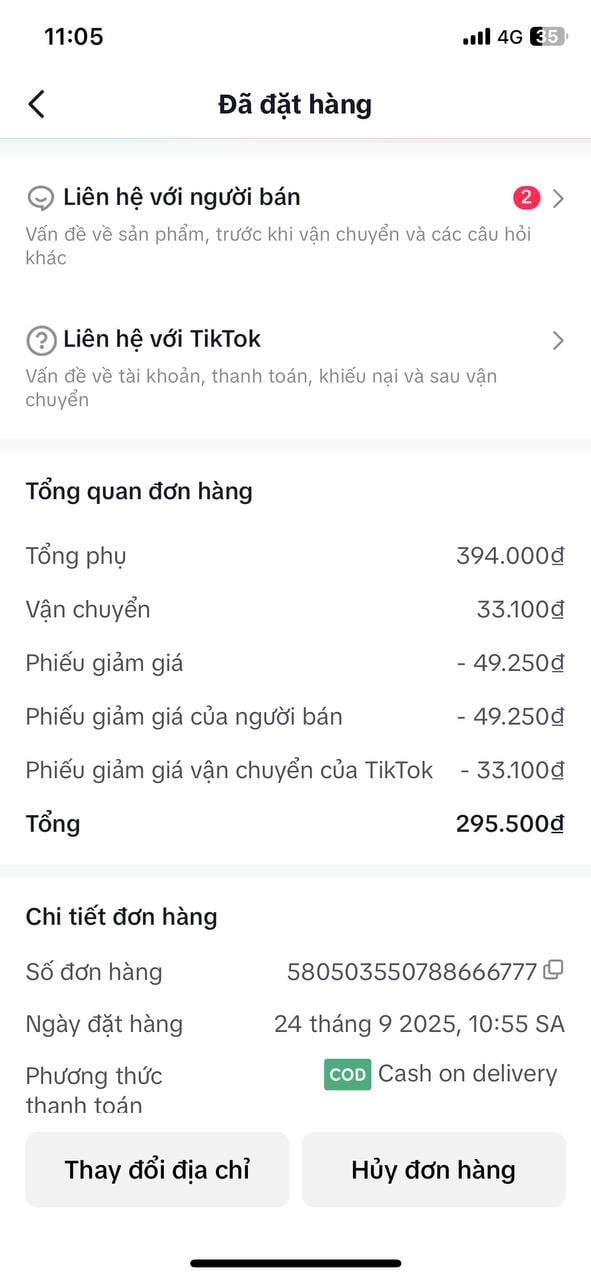 11:05
4G 35
Đã đặt hàng
Liên hệ với người bán
2
Vấn đề về sản phẩm, trước khi vận chuyển và các câu hỏi
khác
Liên hệ với TikTok
Vấn đề về tài khoản, thanh toán, khiếu nại và sau vận
chuyển
Tổng quan đơn hàng
Tổng phụ 394.000₫
Vận chuyển 33.100₫
Phiếu giảm giá - 49.250₫
Phiếu giảm giá của người bán - 49.250₫
Phiếu giảm giá vận chuyển của TikTok - 33.100₫
Tổng 295.500₫
Chi tiết đơn hàng
Số đơn hàng 580503550788666777
Ngày đặt hàng 24 tháng 9 2025, 10:55 SA
Phương thức COD Cash on delivery
thanh toán
Thay đổi địa chỉ Hủy đơn hàng